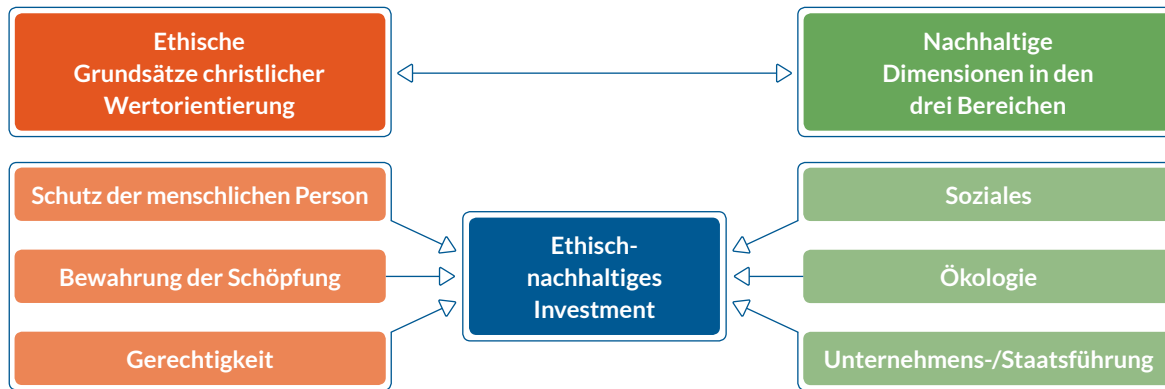 Ethische
Grundsätze christlicher
Wertorientierung
Nachhaltige
Dimensionen in den
drei Bereichen
Schutz der menschlichen Person
Bewahrung der Schöpfung
Gerechtigkeit
Ethisch-
nachhaltiges
Investment
Soziales
Ökologie
Unternehmens-/Staatsführung